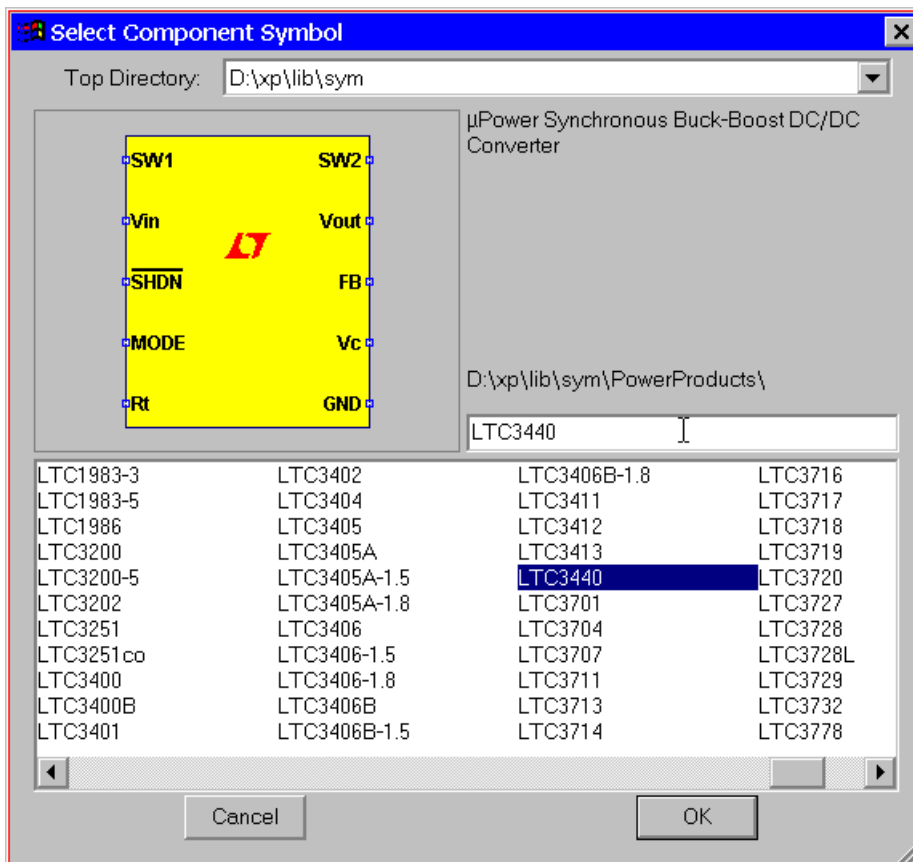 Select Component Symbol
Top Directory: D:\xp\lib\sym
µPower Synchronous Buck-Boost DC/DC
Converter
SW1 SW2
Vin Vout
SHDN FB
MODE Vc
Rt GND
D:\xp\lib\sym\PowerProducts\
LTC3440
LTC1983-3 LTC3402 LTC3406B-1.8 LTC3716
LTC1983-5 LTC3404 LTC3411 LTC3717
LTC1986 LTC3405 LTC3412 LTC3718
LTC3200 LTC3405A LTC3413 LTC3719
LTC3200-5 LTC3405A-1.5 LTC3440 LTC3720
LTC3202 LTC3405A-1.8 LTC3701 LTC3727
LTC3251 LTC3406 LTC3704 LTC3728
LTC3251co LTC3406-1.5 LTC3707 LTC3728L
LTC3400 LTC3406-1.8 LTC3711 LTC3729
LTC3400B LTC3406B LTC3713 LTC3732
LTC3401 LTC3406B-1.5 LTC3714 LTC3778
Cancel OK